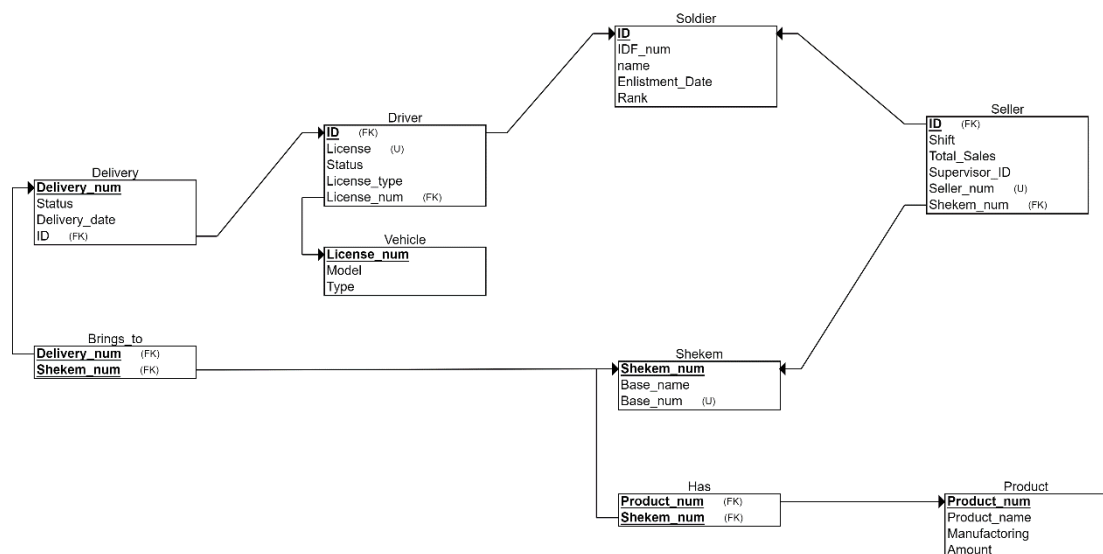 Soldier
ID
IDF_num
name
Enlistment_Date
Rank
Driver
ID (FK)
License (U)
Status
License_type
License_num (FK)
Seller
ID (FK)
Shift
Total_Sales
Supervisor_ID
Seller_num (U)
Shekem_num (FK)
Delivery
Delivery_num
Status
Delivery_date
ID (FK)
Vehicle
License_num
Model
Type
Brings_to
Delivery_num (FK)
Shekem_num (FK)
Shekem
Shekem_num
Base_name
Base_num (U)
Has
Product_num (FK)
Shekem_num (FK)
Product
Product_num
Product_name
Manufactoring
Amount